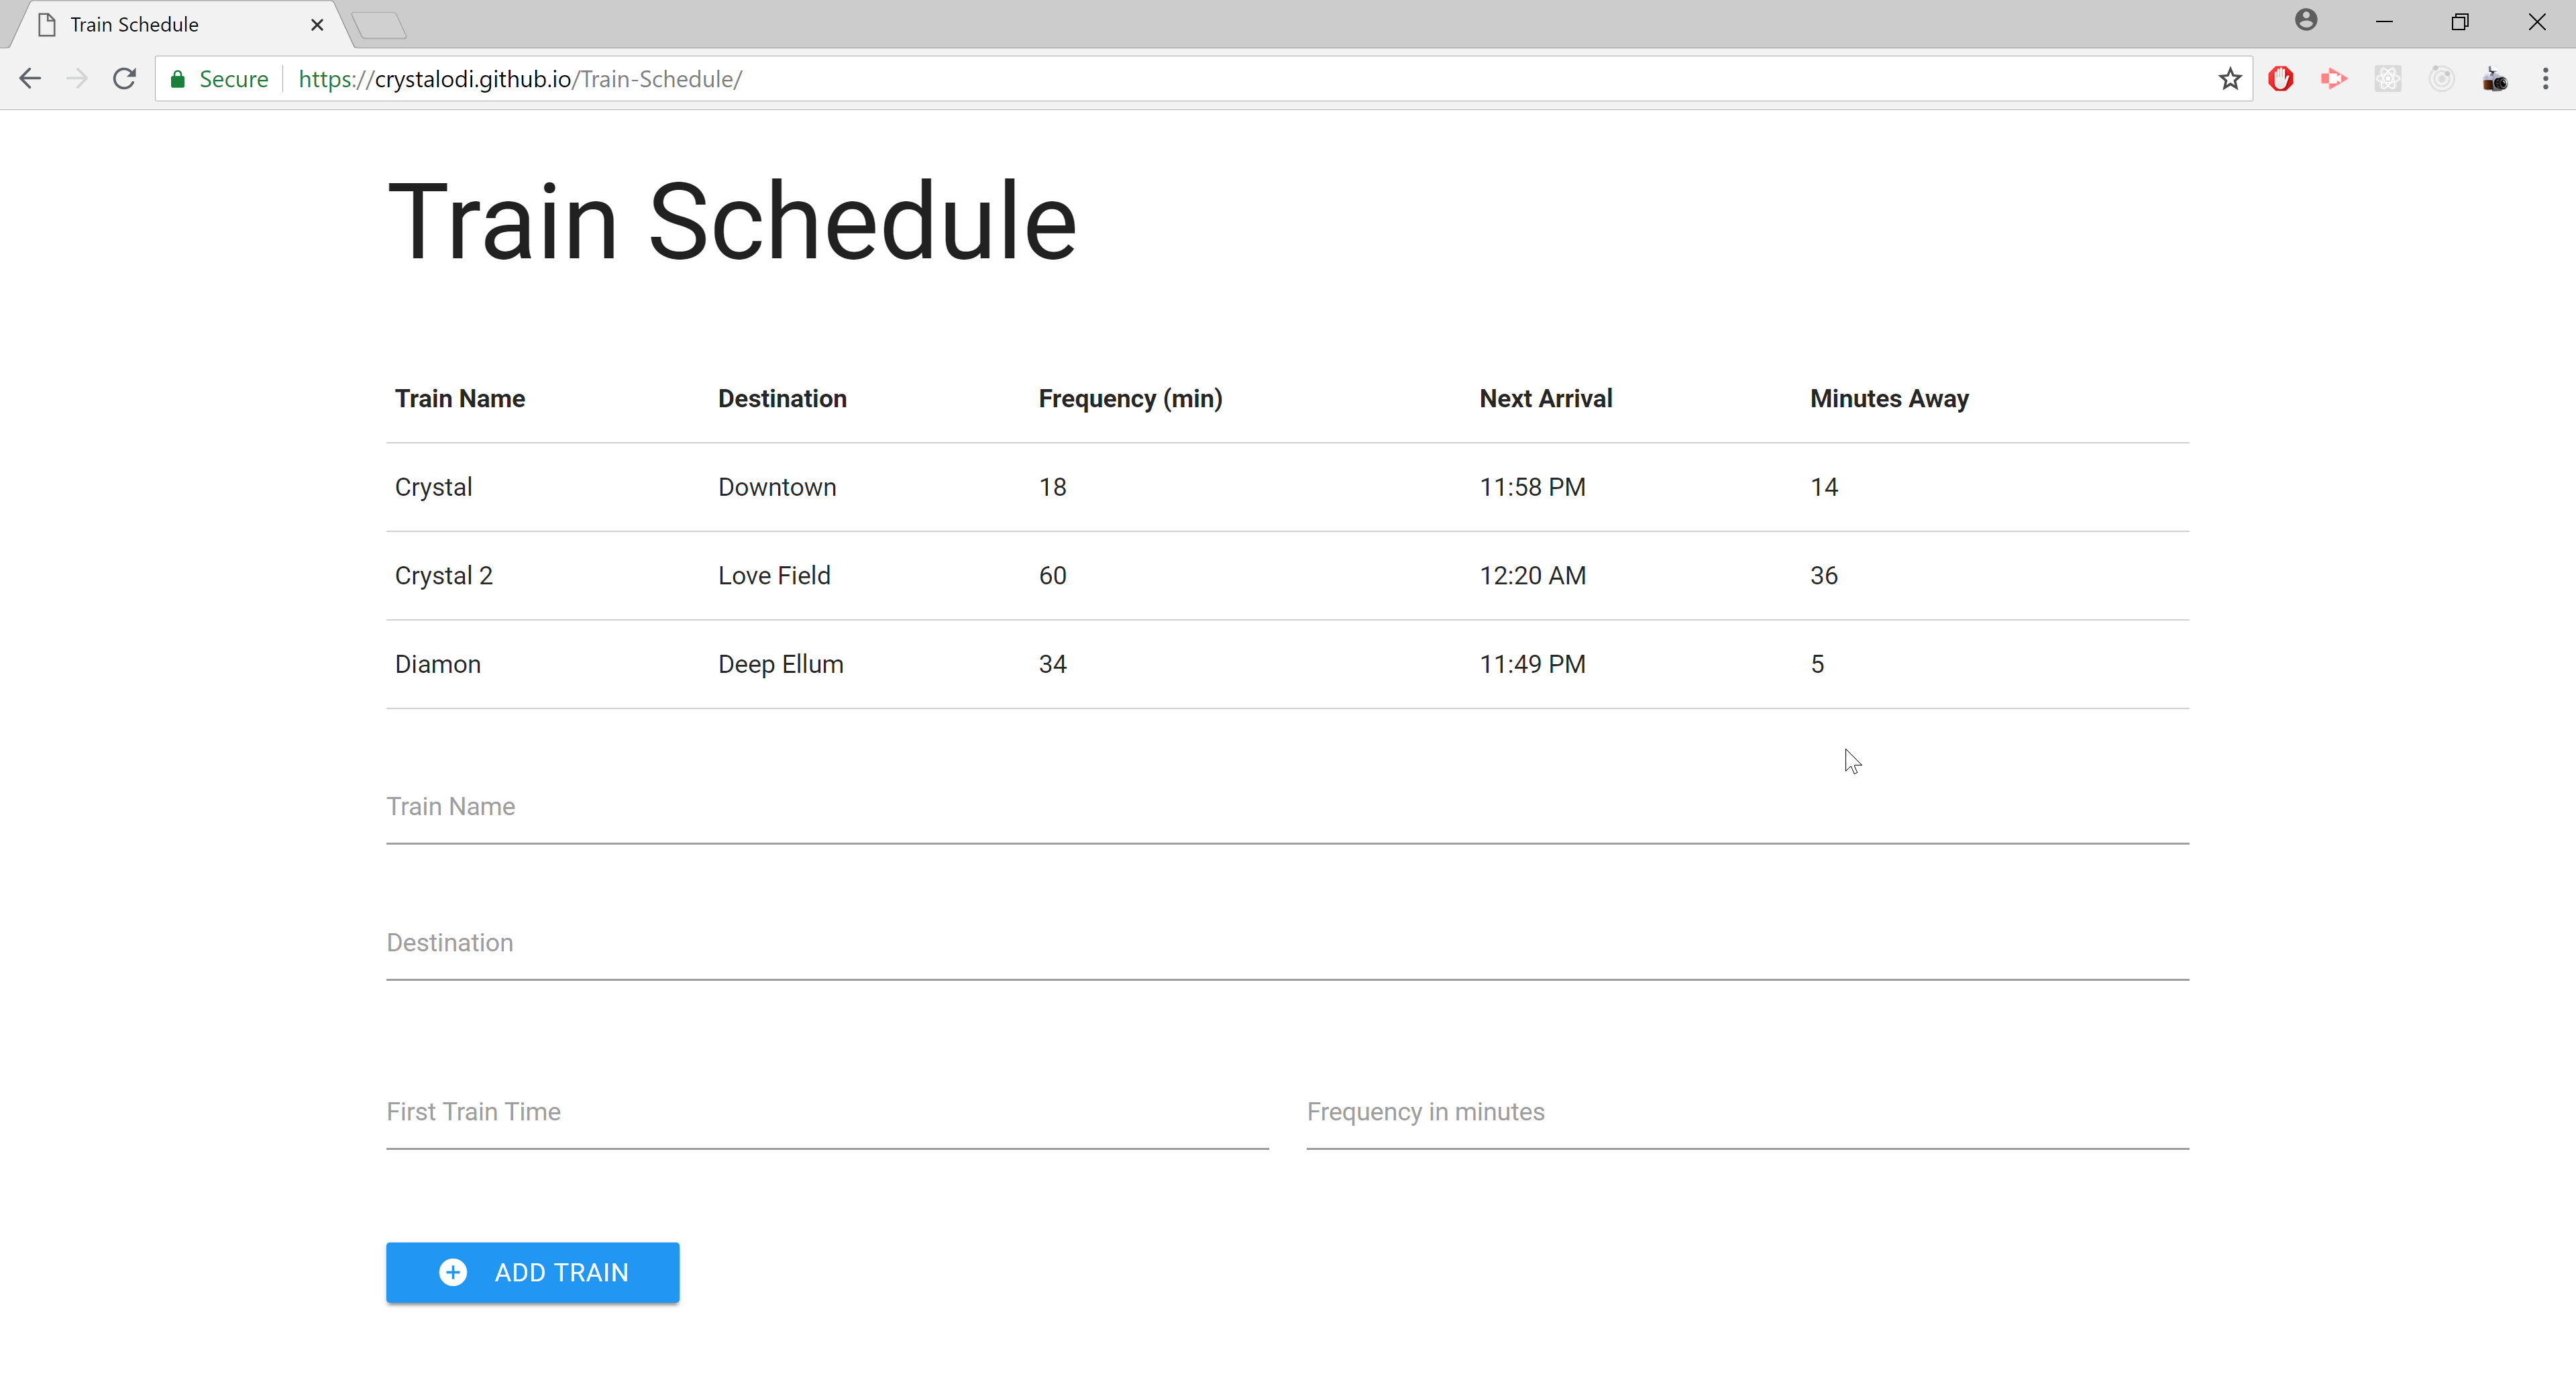 Train Schedule
Secure https://crystalodi.github.io/Train-Schedule/
Train Schedule
Train Name Destination Frequency (min) Next Arrival Minutes Away
Crystal Downtown 18 11:58 PM 14
Crystal 2 Love Field 60 12:20 AM 36
Diamon Deep Ellum 34 11:49 PM 5
Train Name
Destination
First Train Time Frequency in minutes
ADD TRAIN